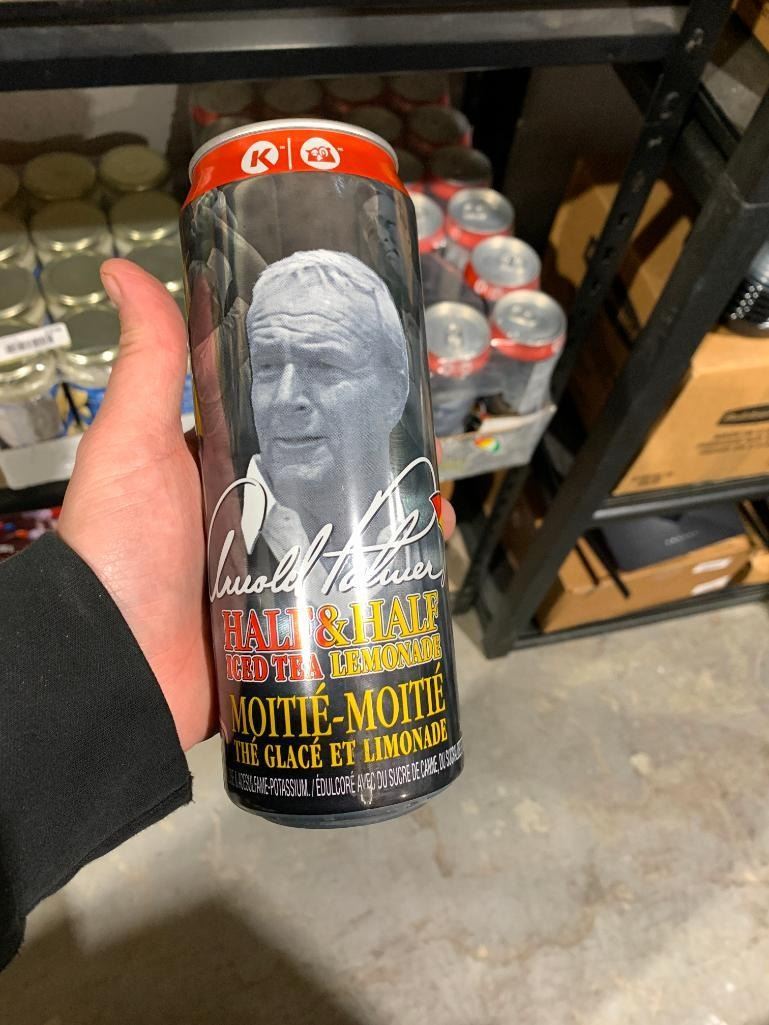 K
Arnold Palmer
HALF & HALF
ICED TEA LEMONADE
MOITIÉ-MOITIÉ
THÉ GLACÉ ET LIMONADE
ACESULFAME-POTASSIUM. / ÉDULCORÉ AVEC DU SUCRE DE CANNE, DU